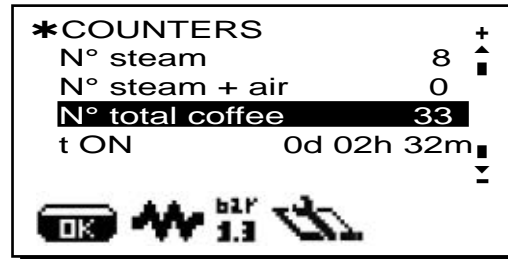 *COUNTERS
+
N° steam 8
N° steam + air 0
N° total coffee 33
t ON 0d 02h 32m
-
OK
bar
1.3